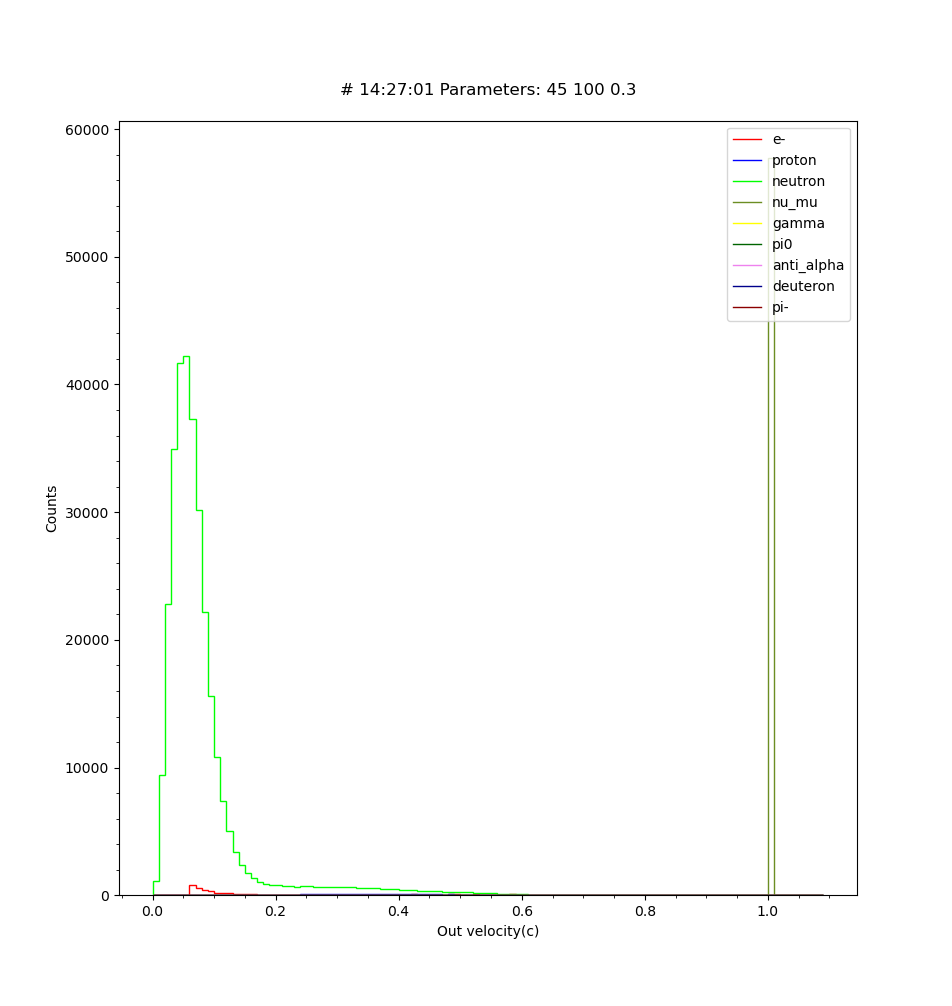 # 14:27:01 Parameters: 45 100 0.3
60000
50000
40000
30000
20000
10000
0
Counts
e-
proton
neutron
nu_mu
gamma
pi0
anti_alpha
deuteron
pi-
0.0 0.2 0.4 0.6 0.8 1.0
Out velocity(c)